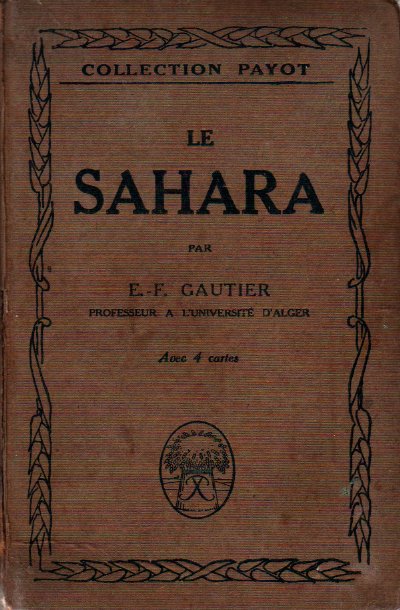 COLLECTION PAYOT
LE
SAHARA
PAR
E.-F. GAUTIER
PROFESSEUR A L'UNIVERSITÉ D'ALGER
Avec 4 cartes